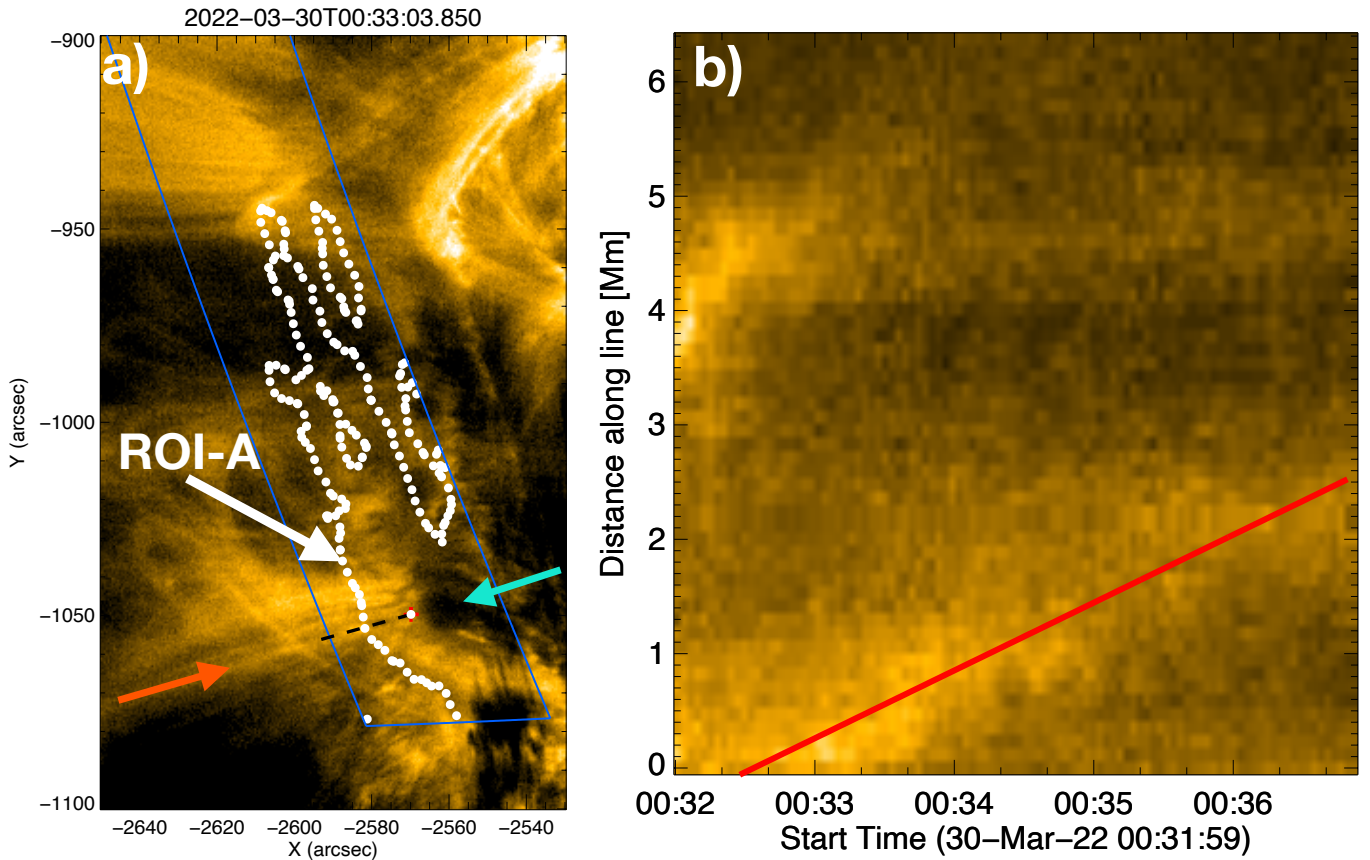 2022−03−30T00:33:03.850
a)
−900
−950
−1000
−1050
−1100
Y (arcsec)
ROI-A
−2640 −2620 −2600 −2580 −2560 −2540
X (arcsec)
b)
6
5
4
3
2
1
0
Distance along line [Mm]
00:32 00:33 00:34 00:35 00:36
Start Time (30−Mar−22 00:31:59)